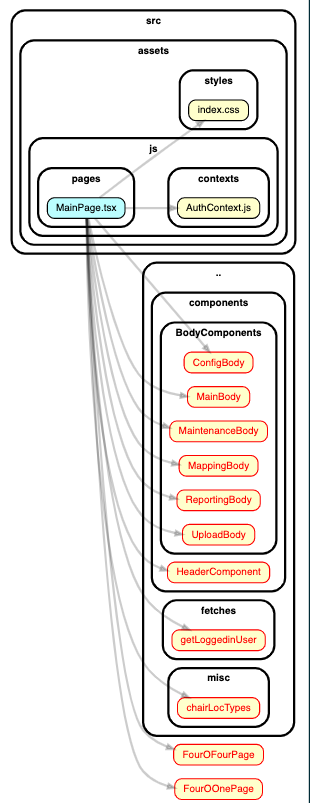 src
assets
styles
index.css
js
pages
contexts
MainPage.tsx
AuthContext.js
..
components
BodyComponents
ConfigBody
MainBody
MaintenanceBody
MappingBody
ReportingBody
UploadBody
HeaderComponent
fetches
getLoggedinUser
misc
chairLocTypes
FourOFourPage
FourOOnePage